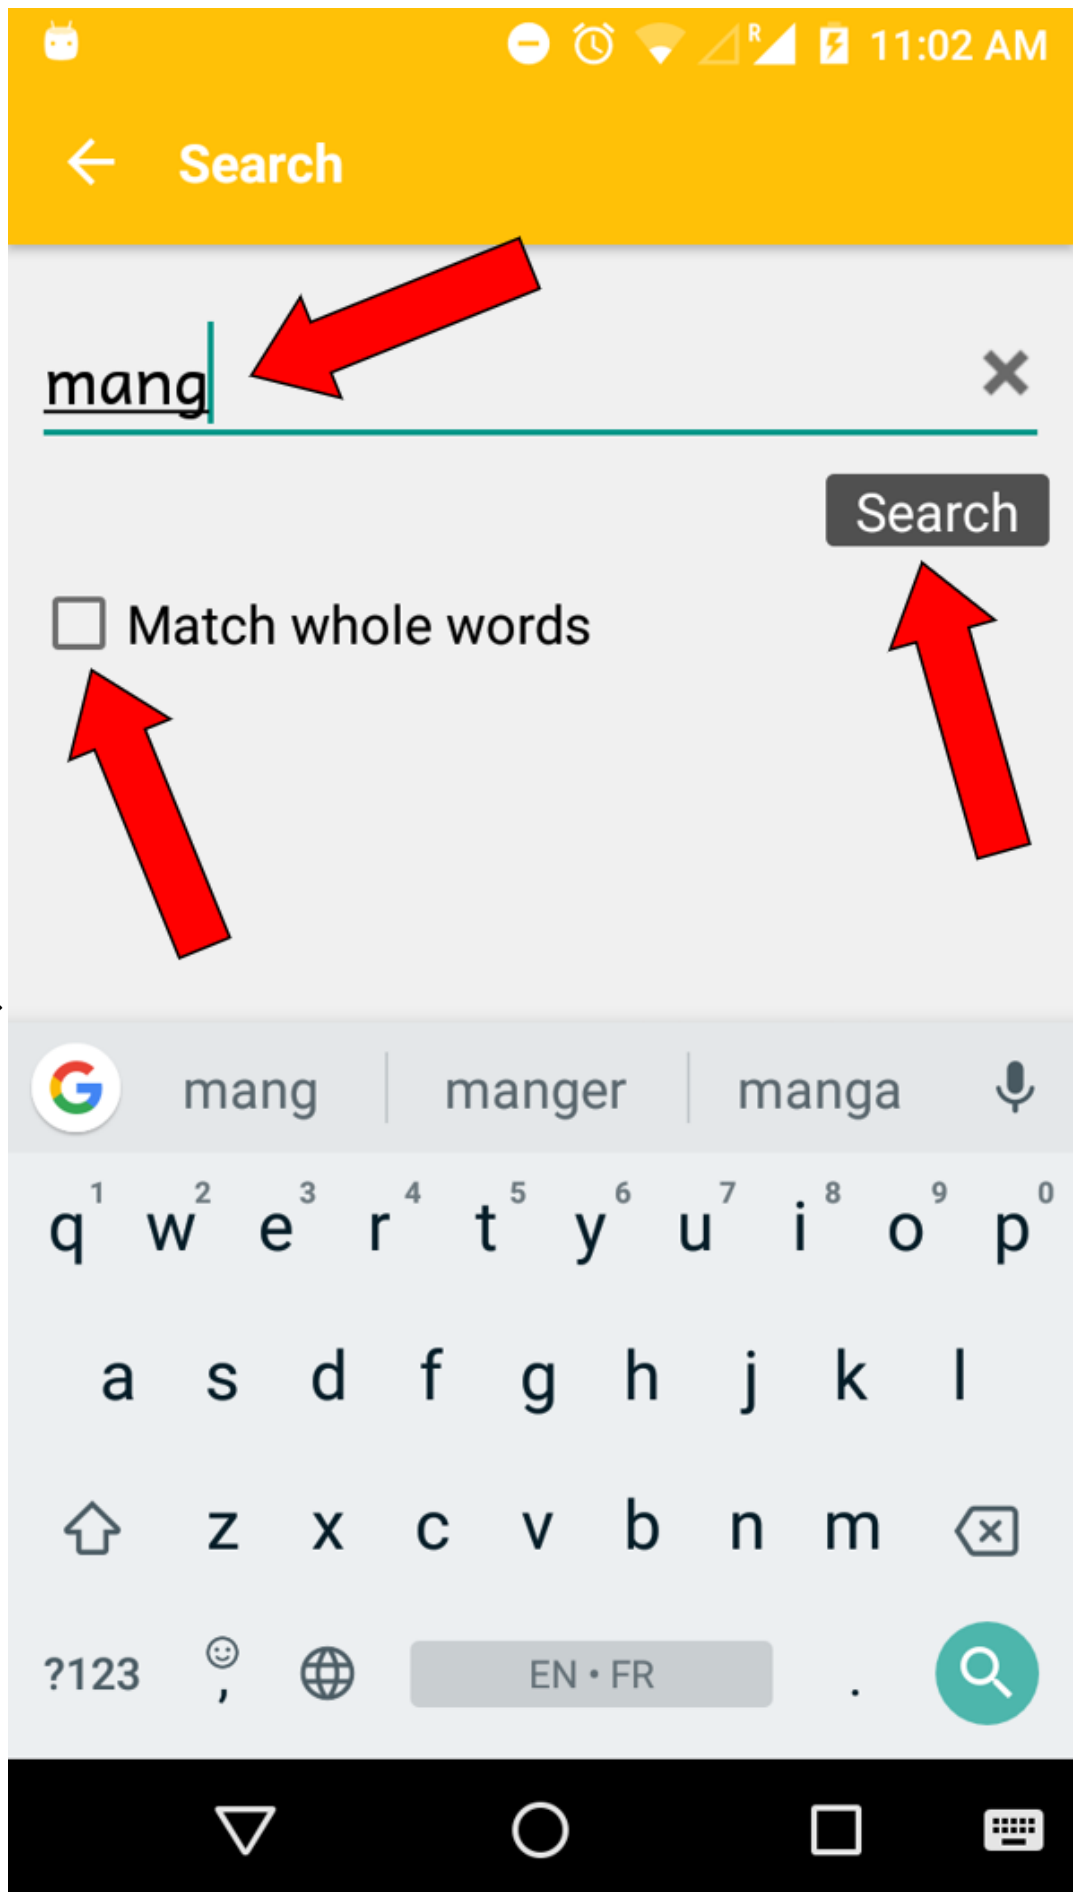 R 11:02 AM
Search
mang
Search
Match whole words
G mang manger manga
1 2 3 4 5 6 7 8 9 0
q w e r t y u i o p
a s d f g h j k l
z x c v b n m
?123 , EN • FR .